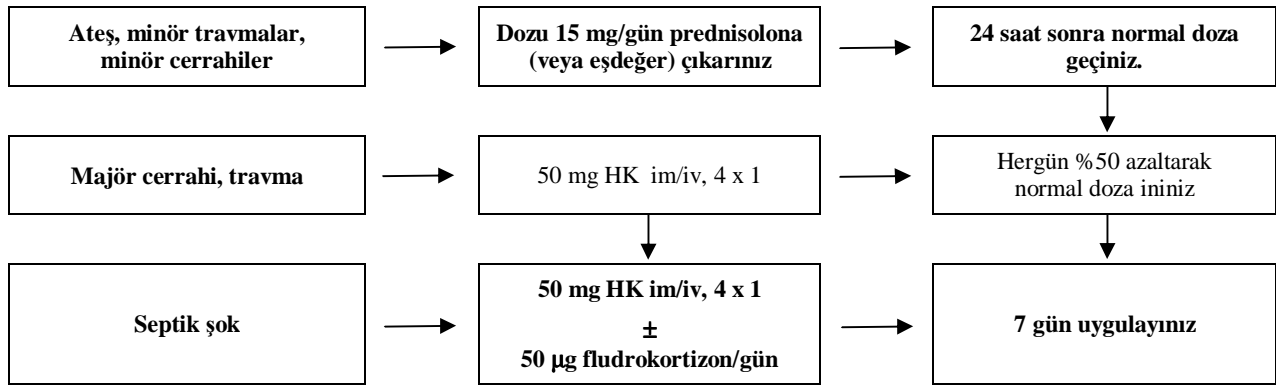 Ateş, minör travmalar,
minör cerrahiler
Dozu 15 mg/gün prednisolona
(veya eşdeğer) çıkarınız
24 saat sonra normal doza
geçiniz.
Majör cerrahi, travma
50 mg HK im/iv, 4 x 1
Hergün %50 azaltarak
normal doza ininiz
Septik şok
50 mg HK im/iv, 4 x 1
±
50 µg fludrokortizon/gün
7 gün uygulayınız